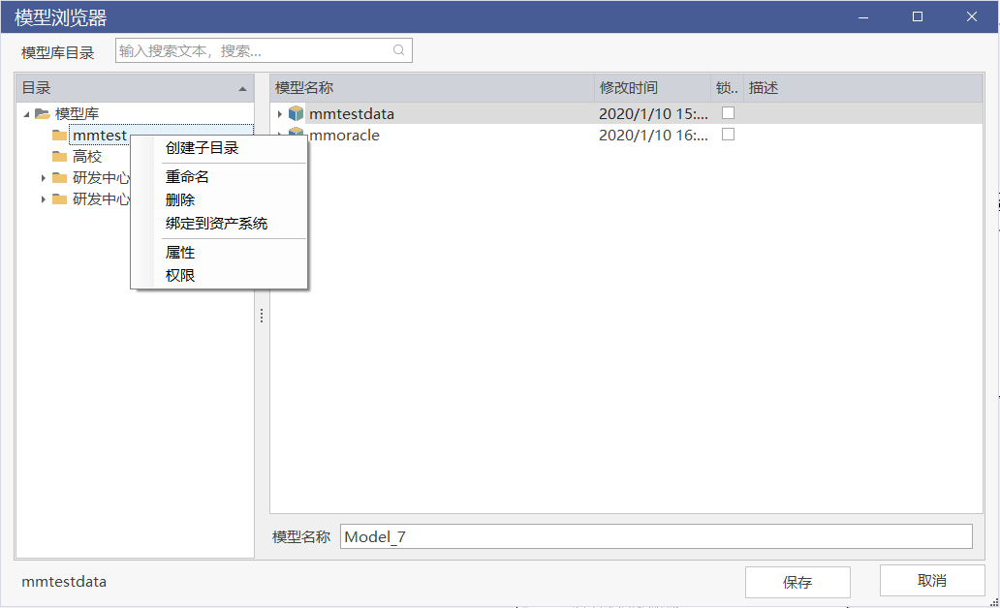 模型浏览器
模型库目录 输入搜索文本，搜索...
目录
模型库
mmtest
高校
研发中心
研发中心
创建子目录
重命名
删除
绑定到资产系统
属性
权限
模型名称 修改时间 锁.. 描述
mmtestdata 2020/1/10 15:...
mmoracle 2020/1/10 16:...
模型名称 Model_7
mmtestdata 保存 取消